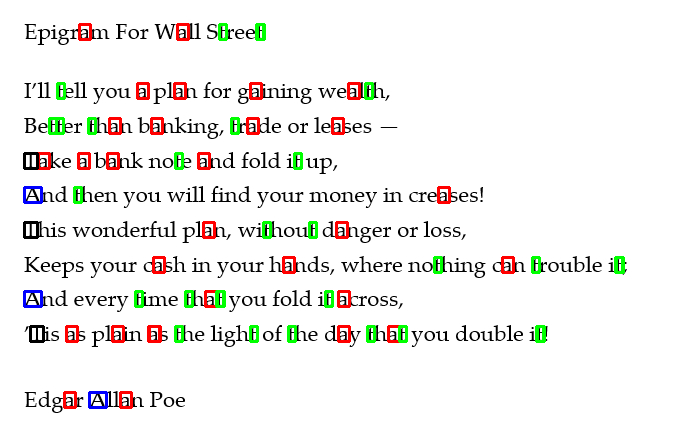 Epigram For Wall Street
I’ll tell you a plan for gaining wealth,
Better than banking, trade or leases —
Take a bank note and fold it up,
And then you will find your money in creases!
This wonderful plan, without danger or loss,
Keeps your cash in your hands, where nothing can trouble it;
And every time that you fold it across,
’Tis as plain as the light of the day that you double it!
Edgar Allan Poe